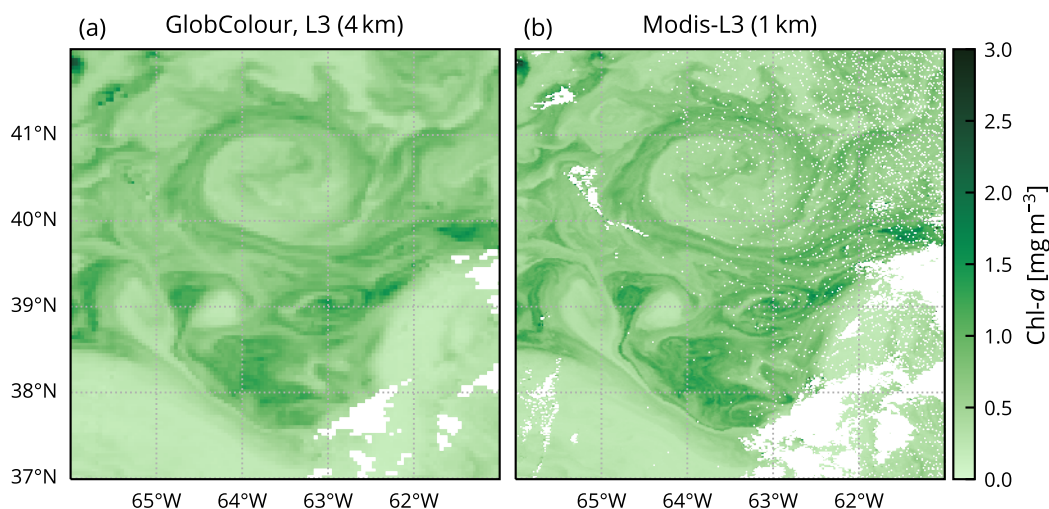 (a) GlobColour, L3 (4 km)
(b) Modis-L3 (1 km)
41°N
40°N
39°N
38°N
37°N
65°W 64°W 63°W 62°W
65°W 64°W 63°W 62°W
3.0
2.5
2.0
1.5
1.0
0.5
0.0
Chl-a [mg m⁻³]